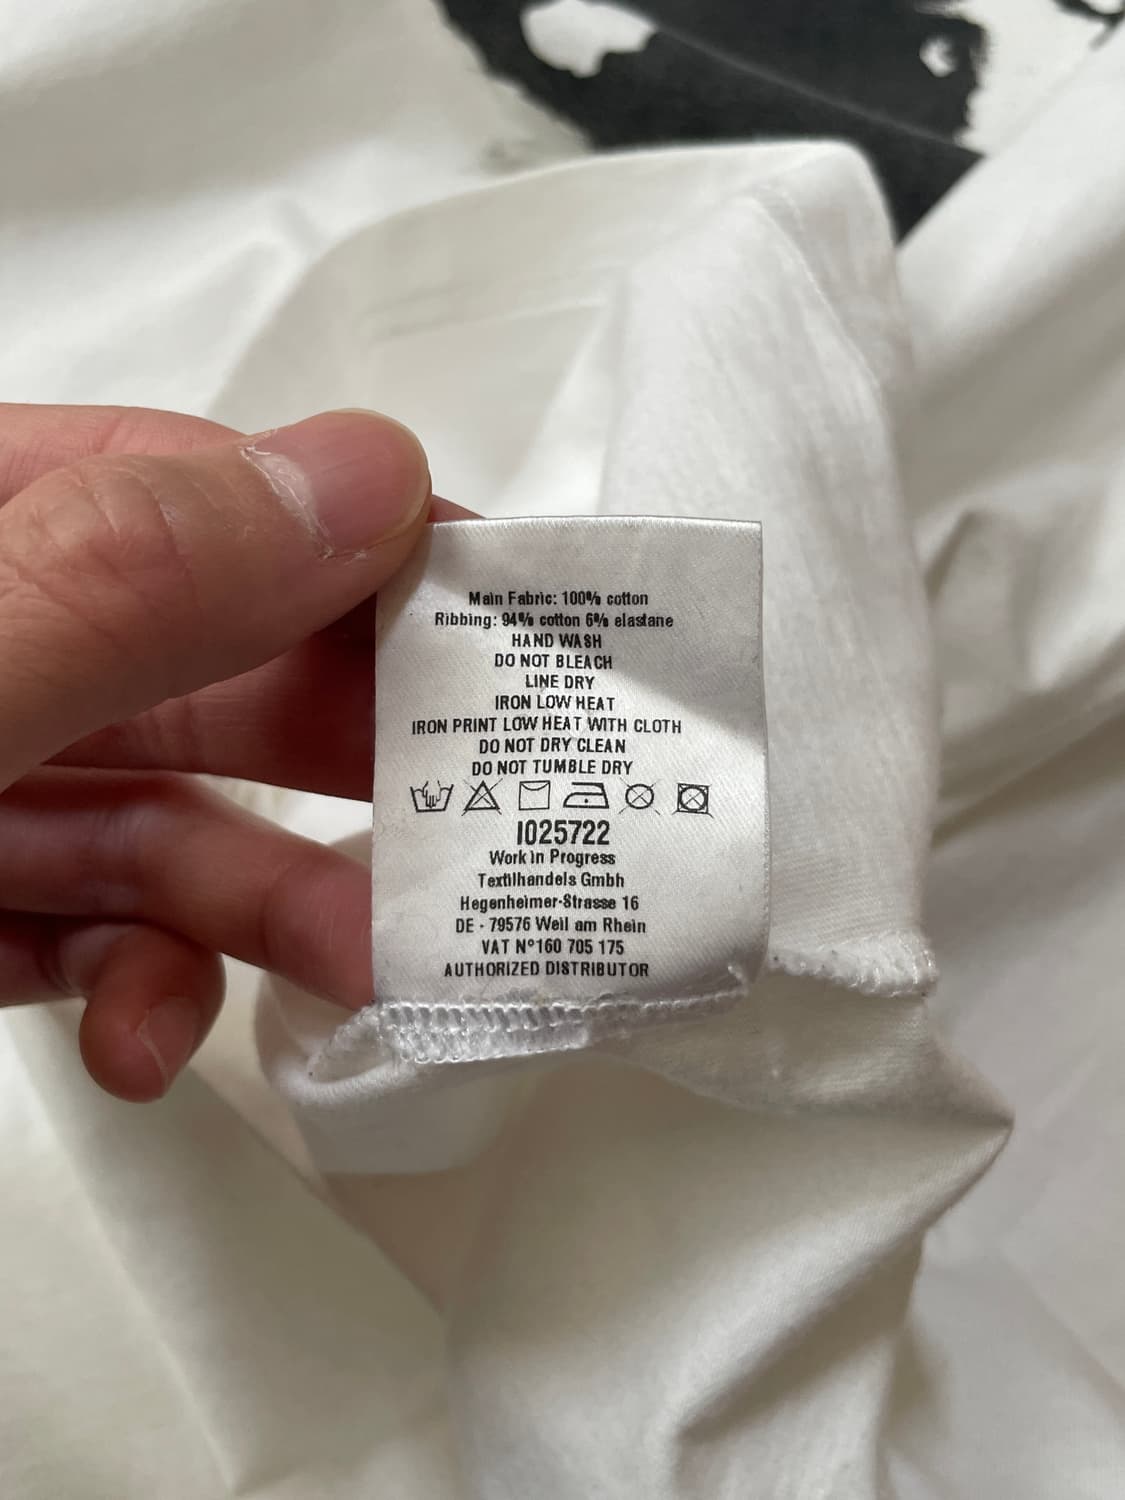 Main Fabric: 100% cotton
Ribbing: 94% cotton 6% elastane
HAND WASH
DO NOT BLEACH
LINE DRY
IRON LOW HEAT
IRON PRINT LOW HEAT WITH CLOTH
DO NOT DRY CLEAN
DO NOT TUMBLE DRY
I025722
Work in Progress
Textilhandels Gmbh
Hegenheimer-Strasse 16
DE - 79576 Weil am Rhein
VAT N°160 705 175
AUTHORIZED DISTRIBUTOR